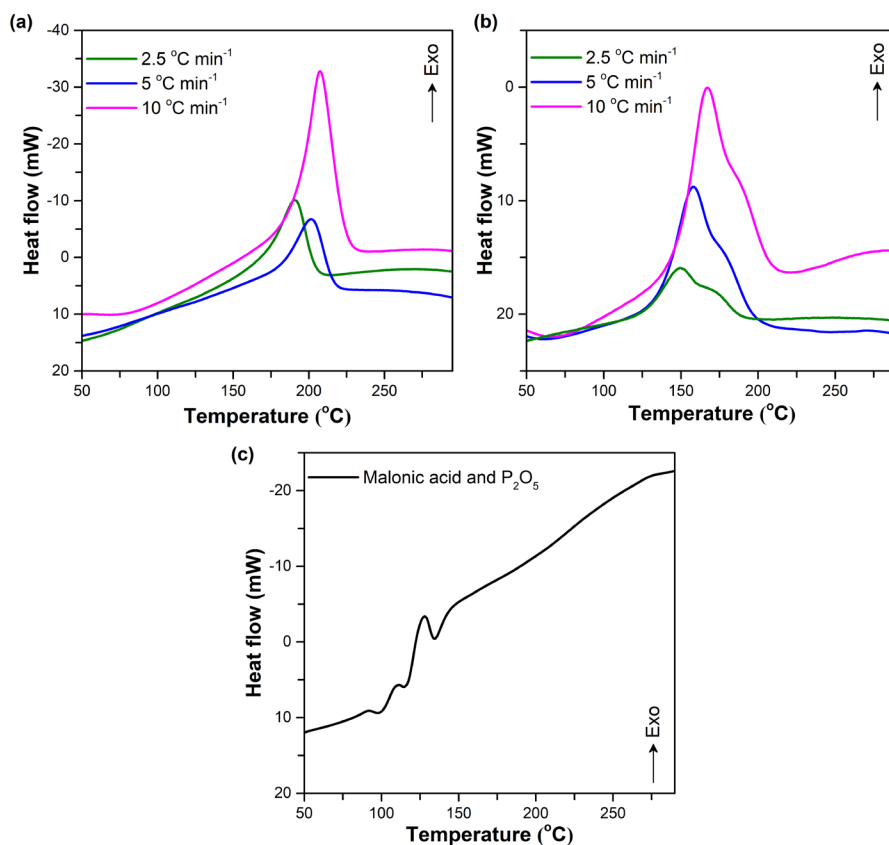 (a)
2.5 °C min⁻¹
5 °C min⁻¹
10 °C min⁻¹
Exo
-40
-30
-20
-10
0
10
20
Heat flow (mW)
50 100 150 200 250
Temperature (°C)
(b)
2.5 °C min⁻¹
5 °C min⁻¹
10 °C min⁻¹
Exo
0
10
20
Heat flow (mW)
50 100 150 200 250
Temperature (°C)
(c)
Malonic acid and P₂O₅
-20
-10
0
10
20
Heat flow (mW)
Exo
50 100 150 200 250
Temperature (°C)